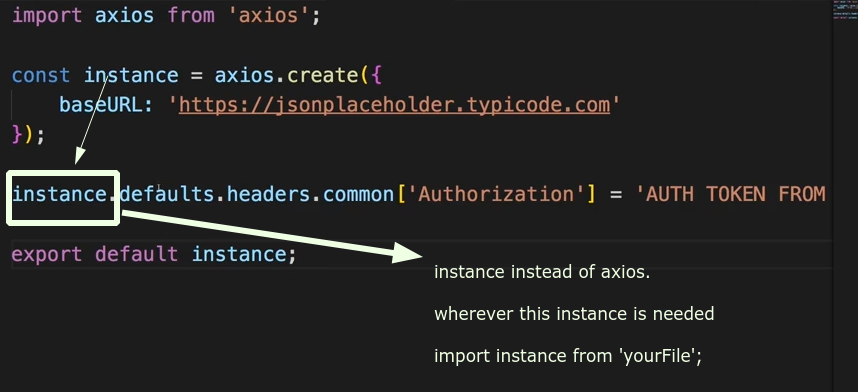 import axios from 'axios';
const instance = axios.create({
baseURL: 'https://jsonplaceholder.typicode.com'
});
instance.defaults.headers.common['Authorization'] = 'AUTH TOKEN FROM
export default instance;
instance instead of axios.
wherever this instance is needed
import instance from 'yourFile';